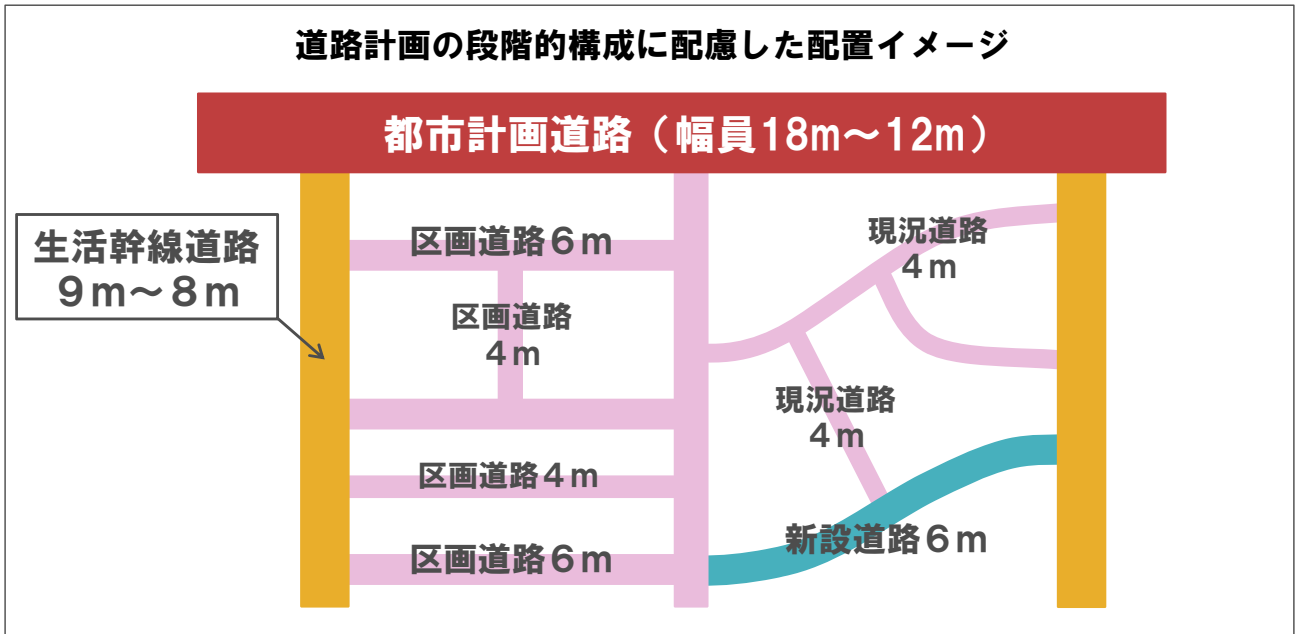 道路計画の段階的構成に配慮した配置イメージ
都市計画道路（幅員18m～12m）
生活幹線道路
９ｍ～８ｍ
区画道路６ｍ
区画道路
４ｍ
区画道路４ｍ
区画道路６ｍ
現況道路
４ｍ
現況道路
４ｍ
新設道路６ｍ